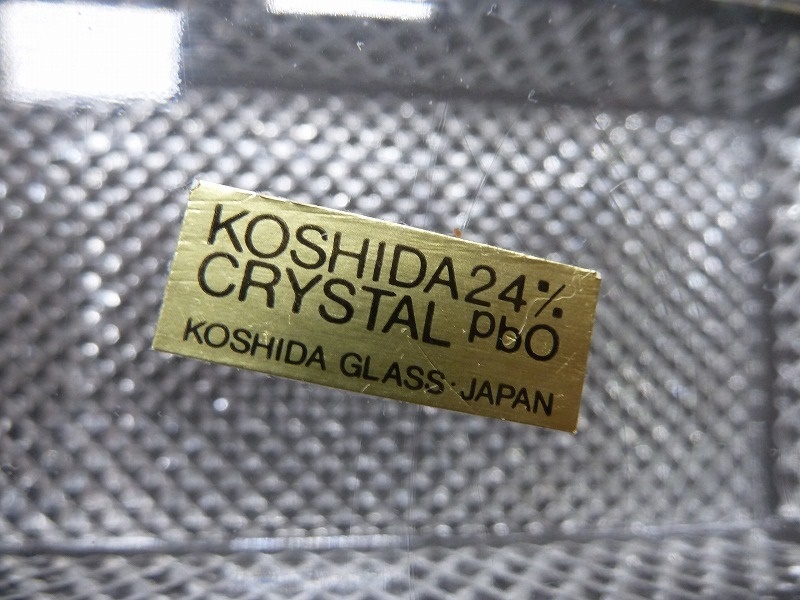 KOSHIDA 24%
CRYSTAL PbO
KOSHIDA GLASS · JAPAN